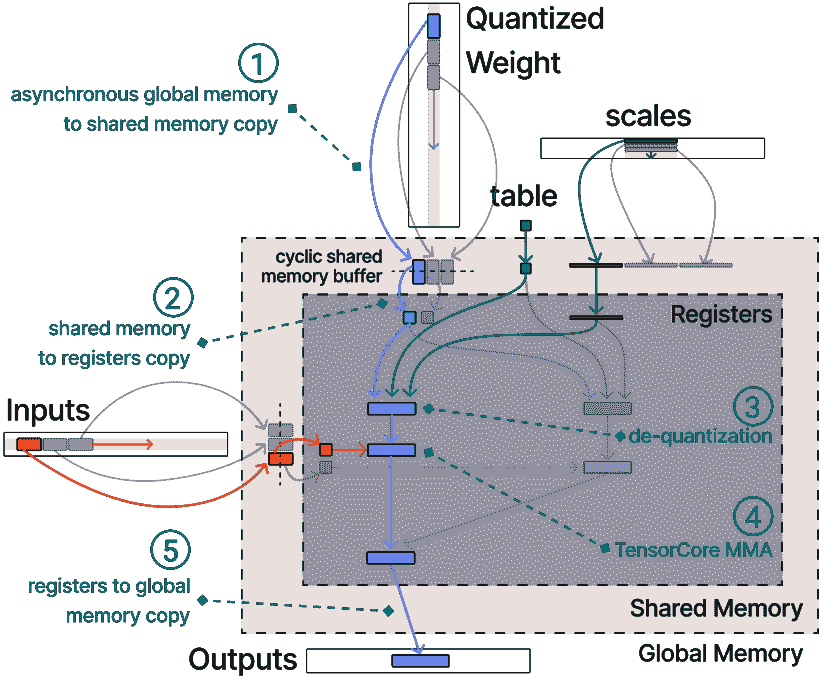 Quantized
Weight
①
asynchronous global memory
to shared memory copy
scales
table
cyclic shared
memory buffer
②
shared memory
to registers copy
Registers
Inputs
③
de-quantization
④
TensorCore MMA
⑤
registers to global
memory copy
Shared Memory
Global Memory
Outputs